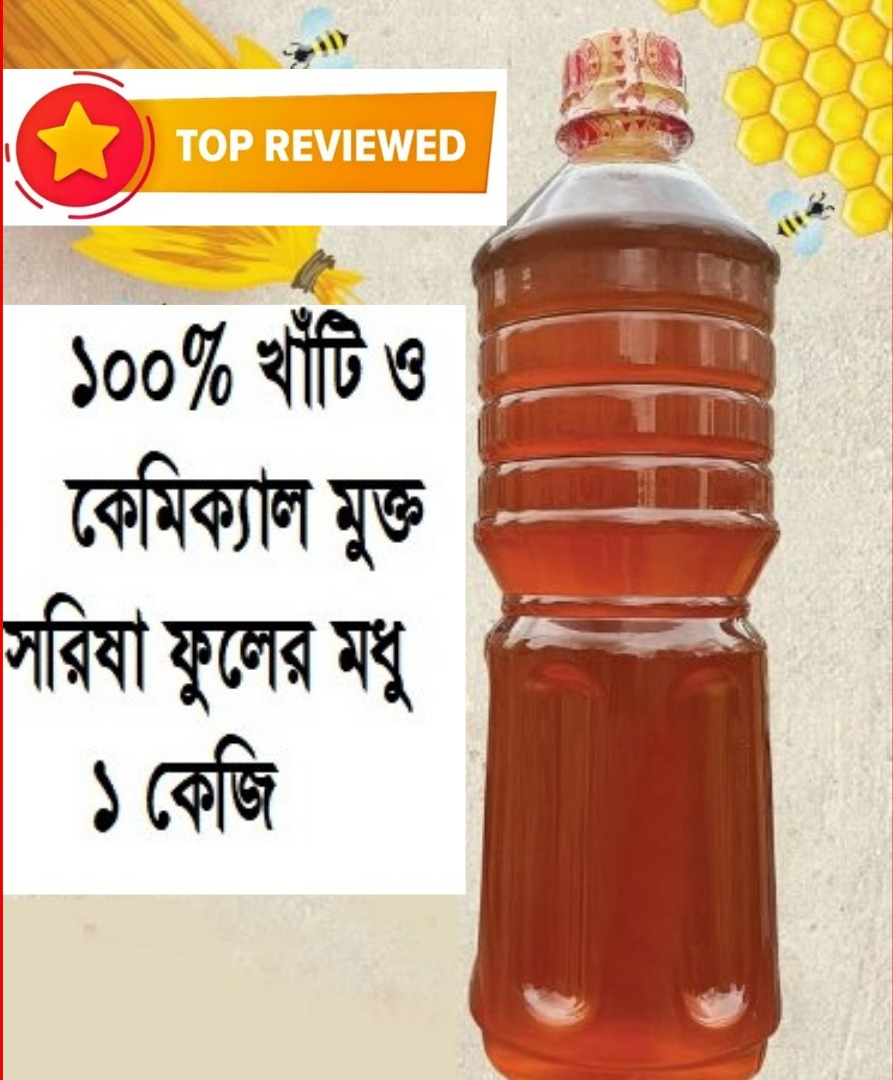 TOP REVIEWED
১০০% খাঁটি ও
কেমিক্যাল মুক্ত
সরিষা ফুলের মধু
১ কেজি